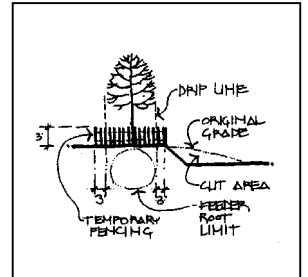 DRIP LINE
ORIGINAL
GRADE
3'
CUT AREA
3'
3'
TEMPORARY
FENCING
FEEDER
ROOT
LIMIT